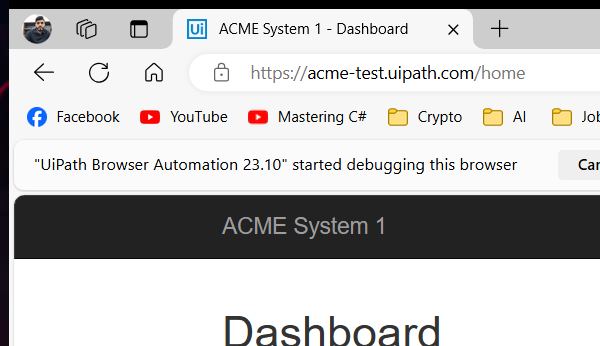 Ui ACME System 1 - Dashboard
https://acme-test.uipath.com/home
Facebook YouTube Mastering C# Crypto AI Job
"UiPath Browser Automation 23.10" started debugging this browser Can
ACME System 1
Dashboard